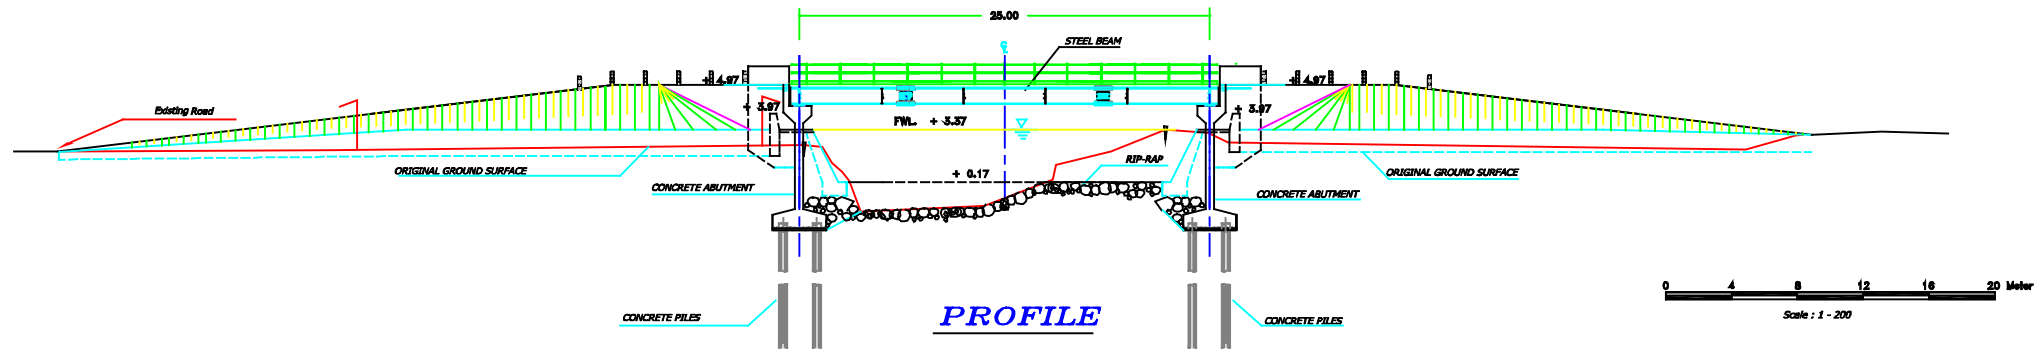 25.00
STEEL BEAM
+ 4.97
+ 4.97
Existing Road
+ 3.97
+ 3.97
FWL. + 3.37
ORIGINAL GROUND SURFACE
RIP-RAP
+ 0.17
ORIGINAL GROUND SURFACE
CONCRETE ABUTMENT
CONCRETE ABUTMENT
CONCRETE PILES
PROFILE
CONCRETE PILES
0 4 8 12 16 20 Meter
Scale : 1 - 200